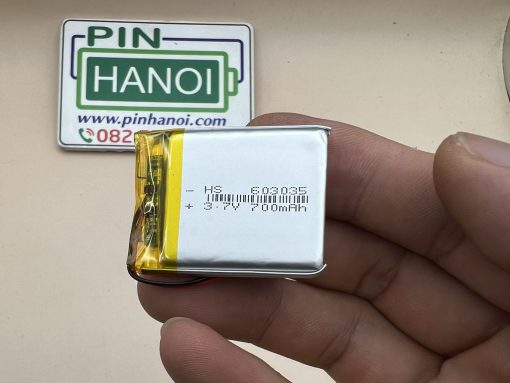 PIN
HANOI
www.pinhanoi.com
082
- HS 603035
+ 3.7V 700mAh